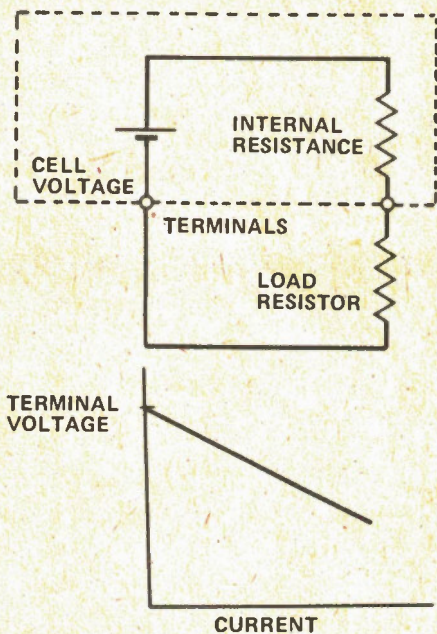 INTERNAL
RESISTANCE
CELL
VOLTAGE
TERMINALS
LOAD
RESISTOR
TERMINAL
VOLTAGE
CURRENT